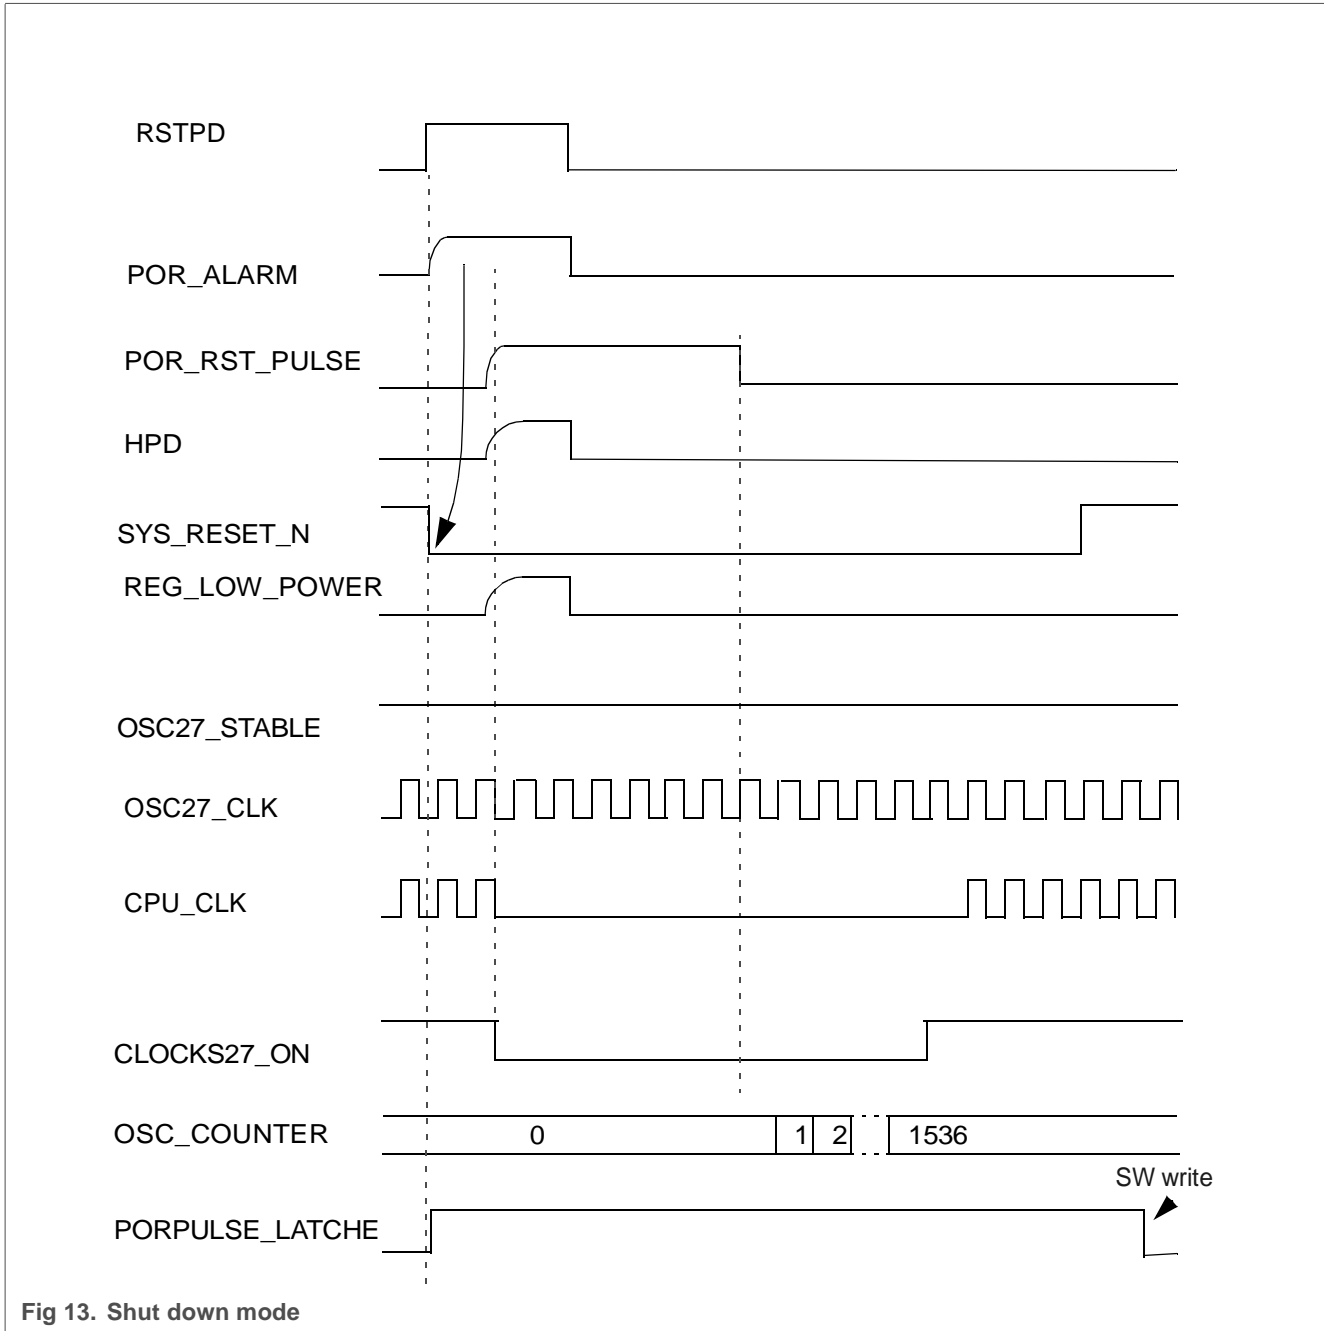 RSTPD
POR_ALARM
POR_RST_PULSE
HPD
SYS_RESET_N
REG_LOW_POWER
OSC27_STABLE
OSC27_CLK
CPU_CLK
CLOCKS27_ON
OSC_COUNTER 0 1 2 1536
SW write
PORPULSE_LATCHE
Fig 13. Shut down mode